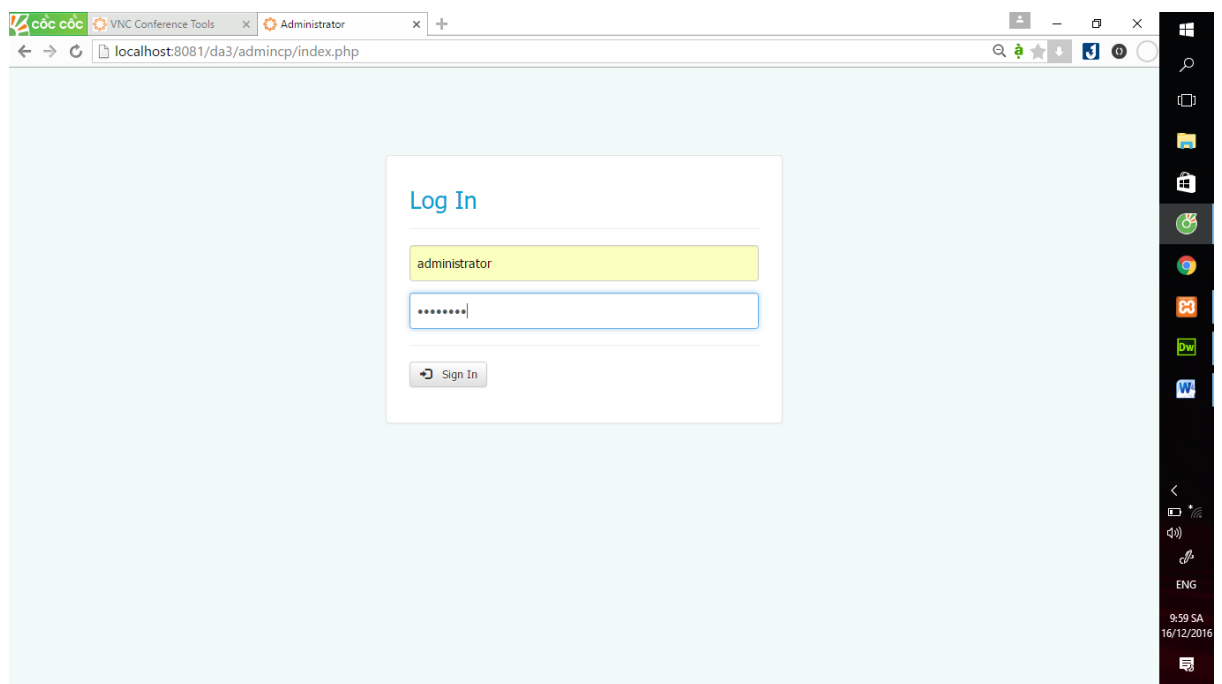 cốc cốc VNC Conference Tools Administrator
localhost:8081/da3/admincp/index.php
Log In
administrator
••••••••
Sign In
Dw
W
ENG
9:59 SA
16/12/2016